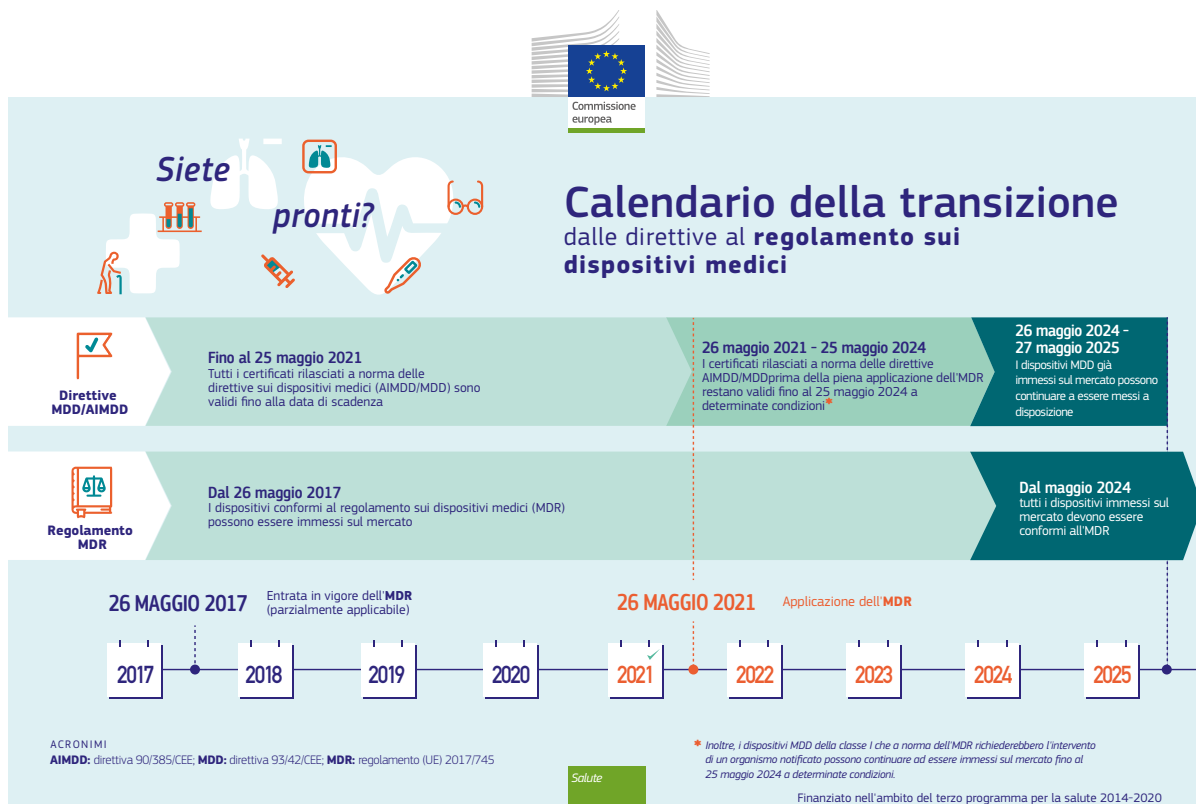 Commissione
europea
Siete
pronti?
Calendario della transizione
dalle direttive al regolamento sui
dispositivi medici
Direttive
MDD/AIMDD
Fino al 25 maggio 2021
Tutti i certificati rilasciati a norma delle
direttive sui dispositivi medici (AIMDD/MDD) sono
validi fino alla data di scadenza
26 maggio 2021 - 25 maggio 2024
I certificati rilasciati a norma delle direttive
AIMDD/MDDprima della piena applicazione dell'MDR
restano validi fino al 25 maggio 2024 a
determinate condizioni*
26 maggio 2024 -
27 maggio 2025
I dispositivi MDD già
immessi sul mercato possono
continuare a essere messi a
disposizione
Regolamento
MDR
Dal 26 maggio 2017
I dispositivi conformi al regolamento sui dispositivi medici (MDR)
possono essere immessi sul mercato
Dal maggio 2024
tutti i dispositivi immessi sul
mercato devono essere
conformi all'MDR
26 MAGGIO 2017
Entrata in vigore dell'MDR
(parzialmente applicabile)
26 MAGGIO 2021
Applicazione dell'MDR
2017
2018
2019
2020
2021
2022
2023
2024
2025
ACRONIMI
AIMDD: direttiva 90/385/CEE; MDD: direttiva 93/42/CEE; MDR: regolamento (UE) 2017/745
* Inoltre, i dispositivi MDD della classe I che a norma dell'MDR richiederebbero l'intervento
di un organismo notificato possono continuare ad essere immessi sul mercato fino al
25 maggio 2024 a determinate condizioni.
Salute
Finanziato nell'ambito del terzo programma per la salute 2014-2020